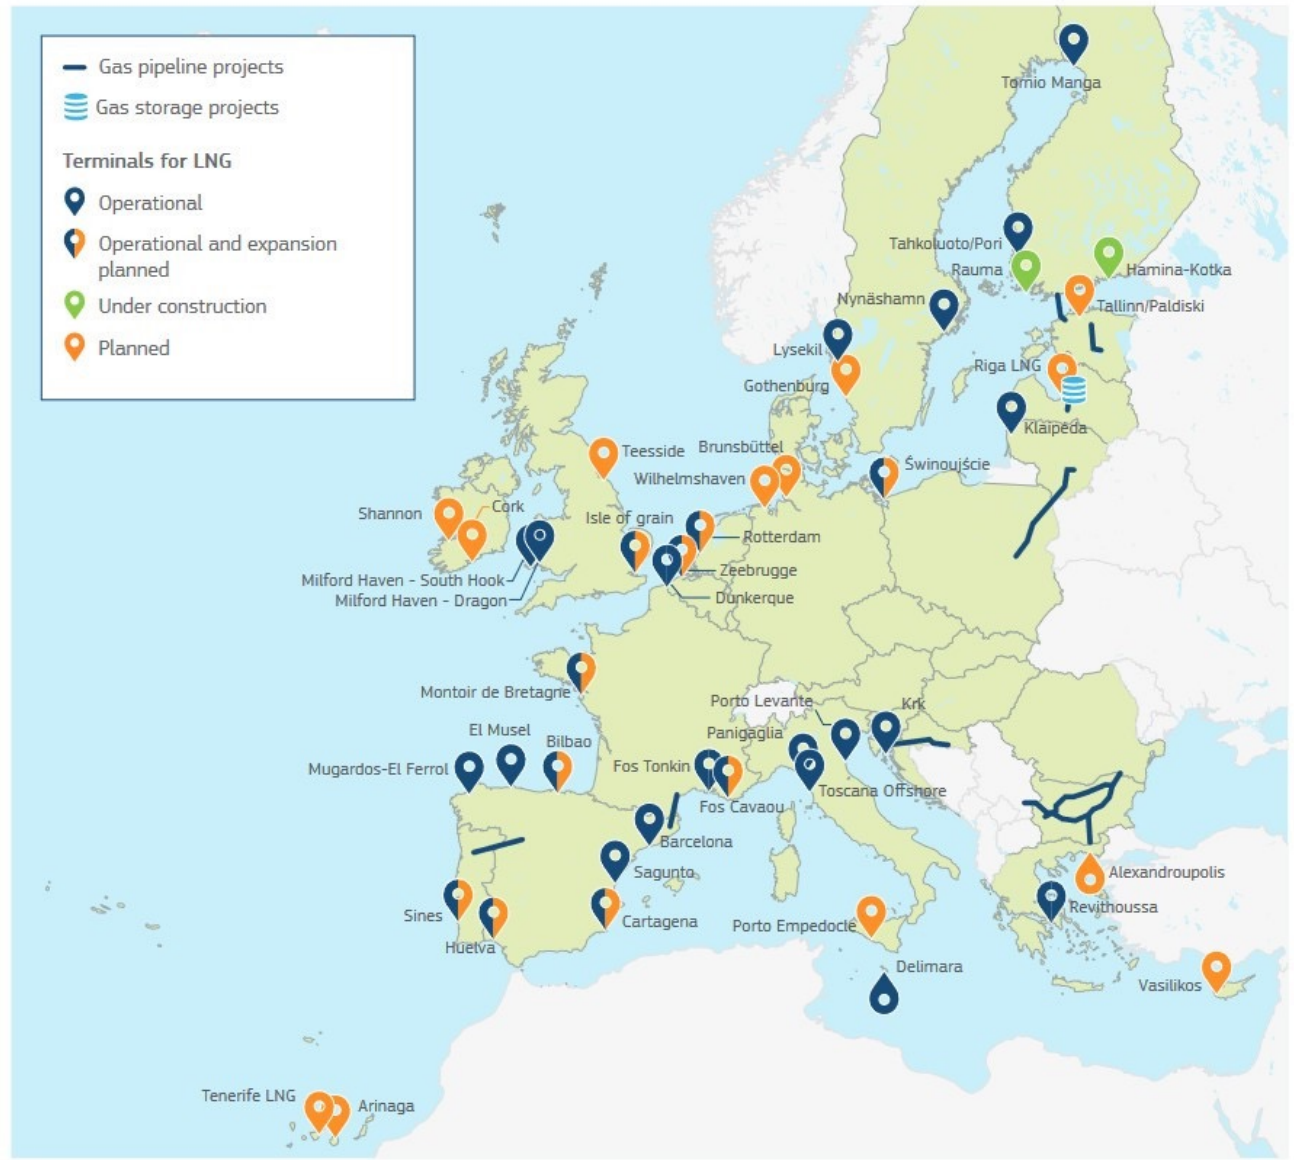 Gas pipeline projects
Gas storage projects
Terminals for LNG
Operational
Operational and expansion
planned
Under construction
Planned
Tornio Manga
Tahkoluoto/Pori
Rauma
Hamina-Kotka
Nynäshamn
Tallinn/Paldiski
Lysekil
Gothenburg
Riga LNG
Klaipėda
Teesside
Brunsbüttel
Wilhelmshaven
Świnoujście
Shannon
Cork
Isle of grain
Rotterdam
Zeebrugge
Dunkerque
Milford Haven - South Hook
Milford Haven - Dragon
Montoir de Bretagne
Porto Levante
Krk
El Musel
Bilbao
Panigaglia
Mugardos-El Ferrol
Fos Tonkin
Toscana Offshore
Fos Cavaou
Barcelona
Sagunto
Alexandroupolis
Revithoussa
Sines
Cartagena
Porto Empedocle
Huelva
Delimara
Vasilikos
Tenerife LNG
Arinaga